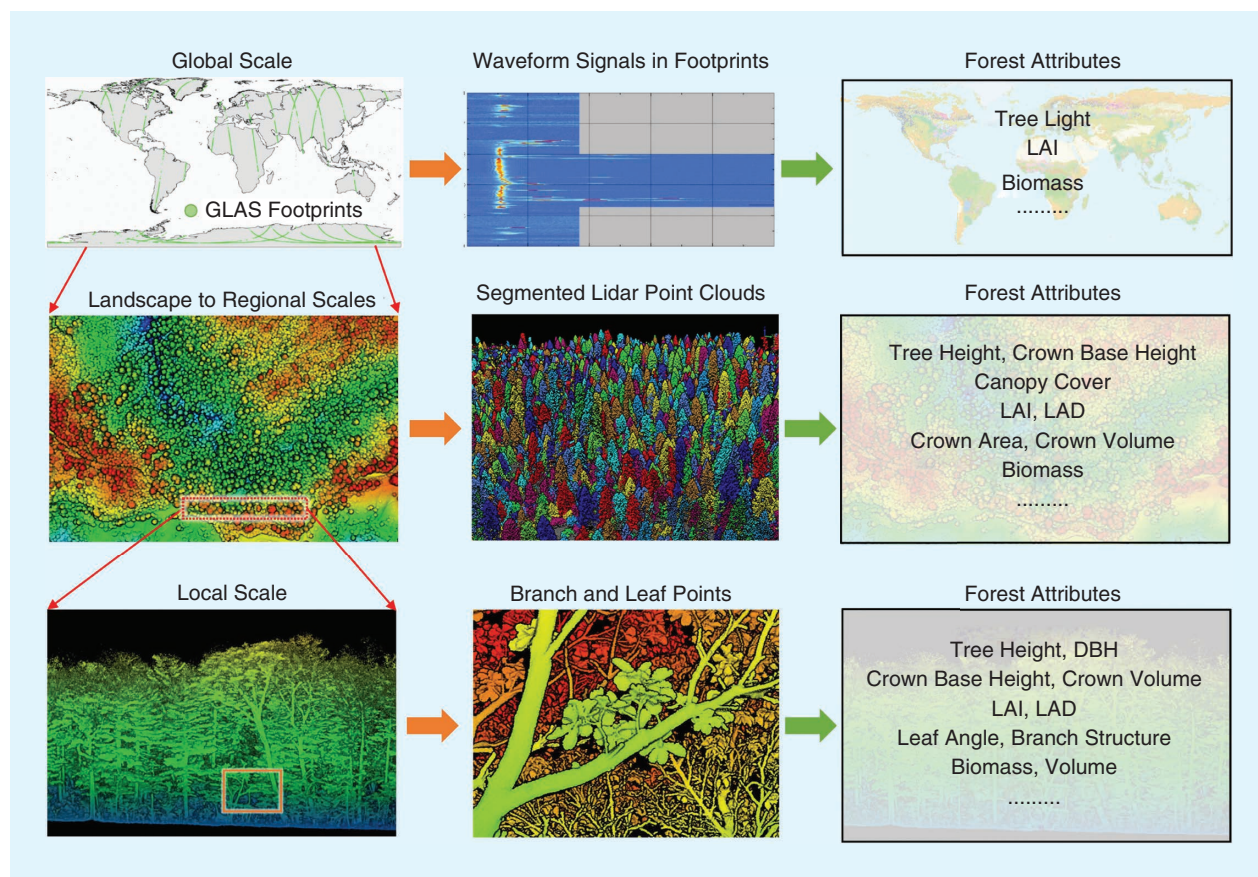 Global Scale
Waveform Signals in Footprints
Forest Attributes
GLAS Footprints
Tree Light
LAI
Biomass
.........
Landscape to Regional Scales
Segmented Lidar Point Clouds
Forest Attributes
Tree Height, Crown Base Height
Canopy Cover
LAI, LAD
Crown Area, Crown Volume
Biomass
.........
Local Scale
Branch and Leaf Points
Forest Attributes
Tree Height, DBH
Crown Base Height, Crown Volume
LAI, LAD
Leaf Angle, Branch Structure
Biomass, Volume
.........